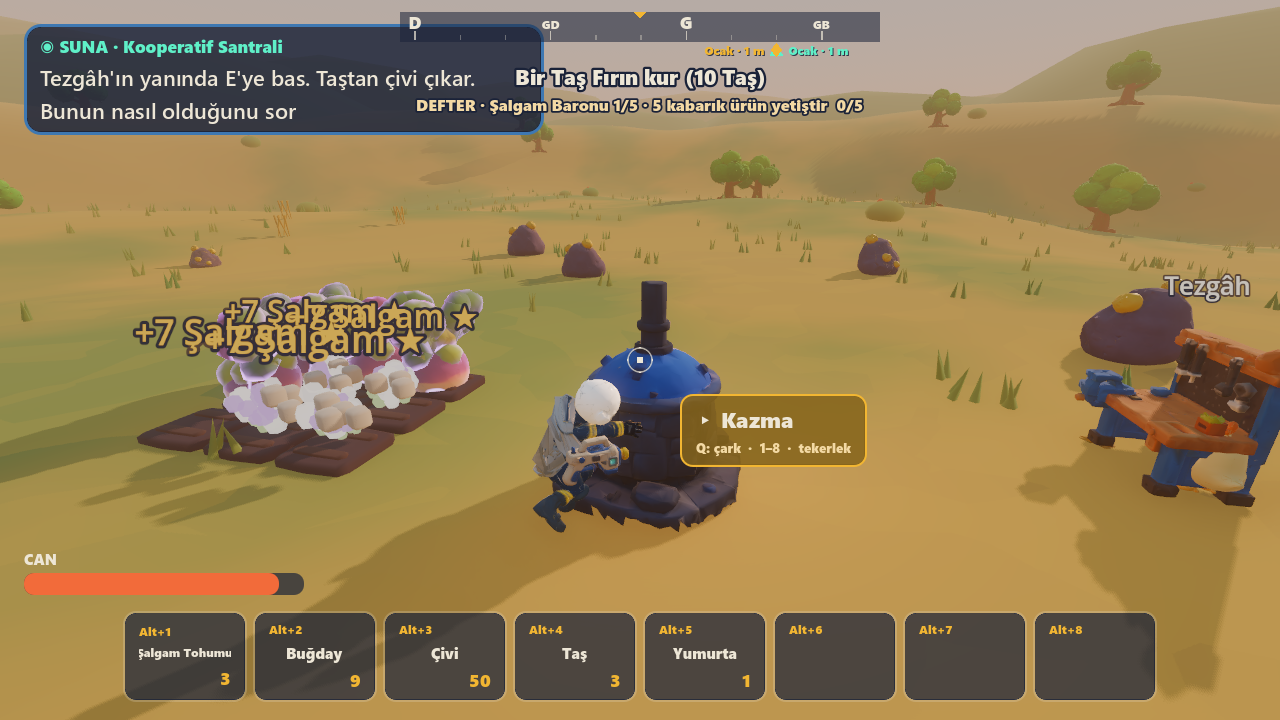 D
GD
G
GB
◉ SUNA · Kooperatif Santrali
Tezgâh'ın yanında E'ye bas. Taştan çivi çıkar.
Bunun nasıl olduğunu sor
Ocak · 1 m
Ocak · 1 m
Bir Taş Fırın kur (10 Taş)
DEFTER · Şalgam Baronu 1/5 · 5 kabarık ürün yetiştir 0/5
Tezgâh
+7 Şalgam
+7 Şalgam
Şalgam ★
Şalgam ★
Kazma
Q: çark · 1–8 · tekerlek
CAN
Alt+1
Şalgam Tohumu
3
Alt+2
Buğday
9
Alt+3
Çivi
50
Alt+4
Taş
3
Alt+5
Yumurta
1
Alt+6
Alt+7
Alt+8